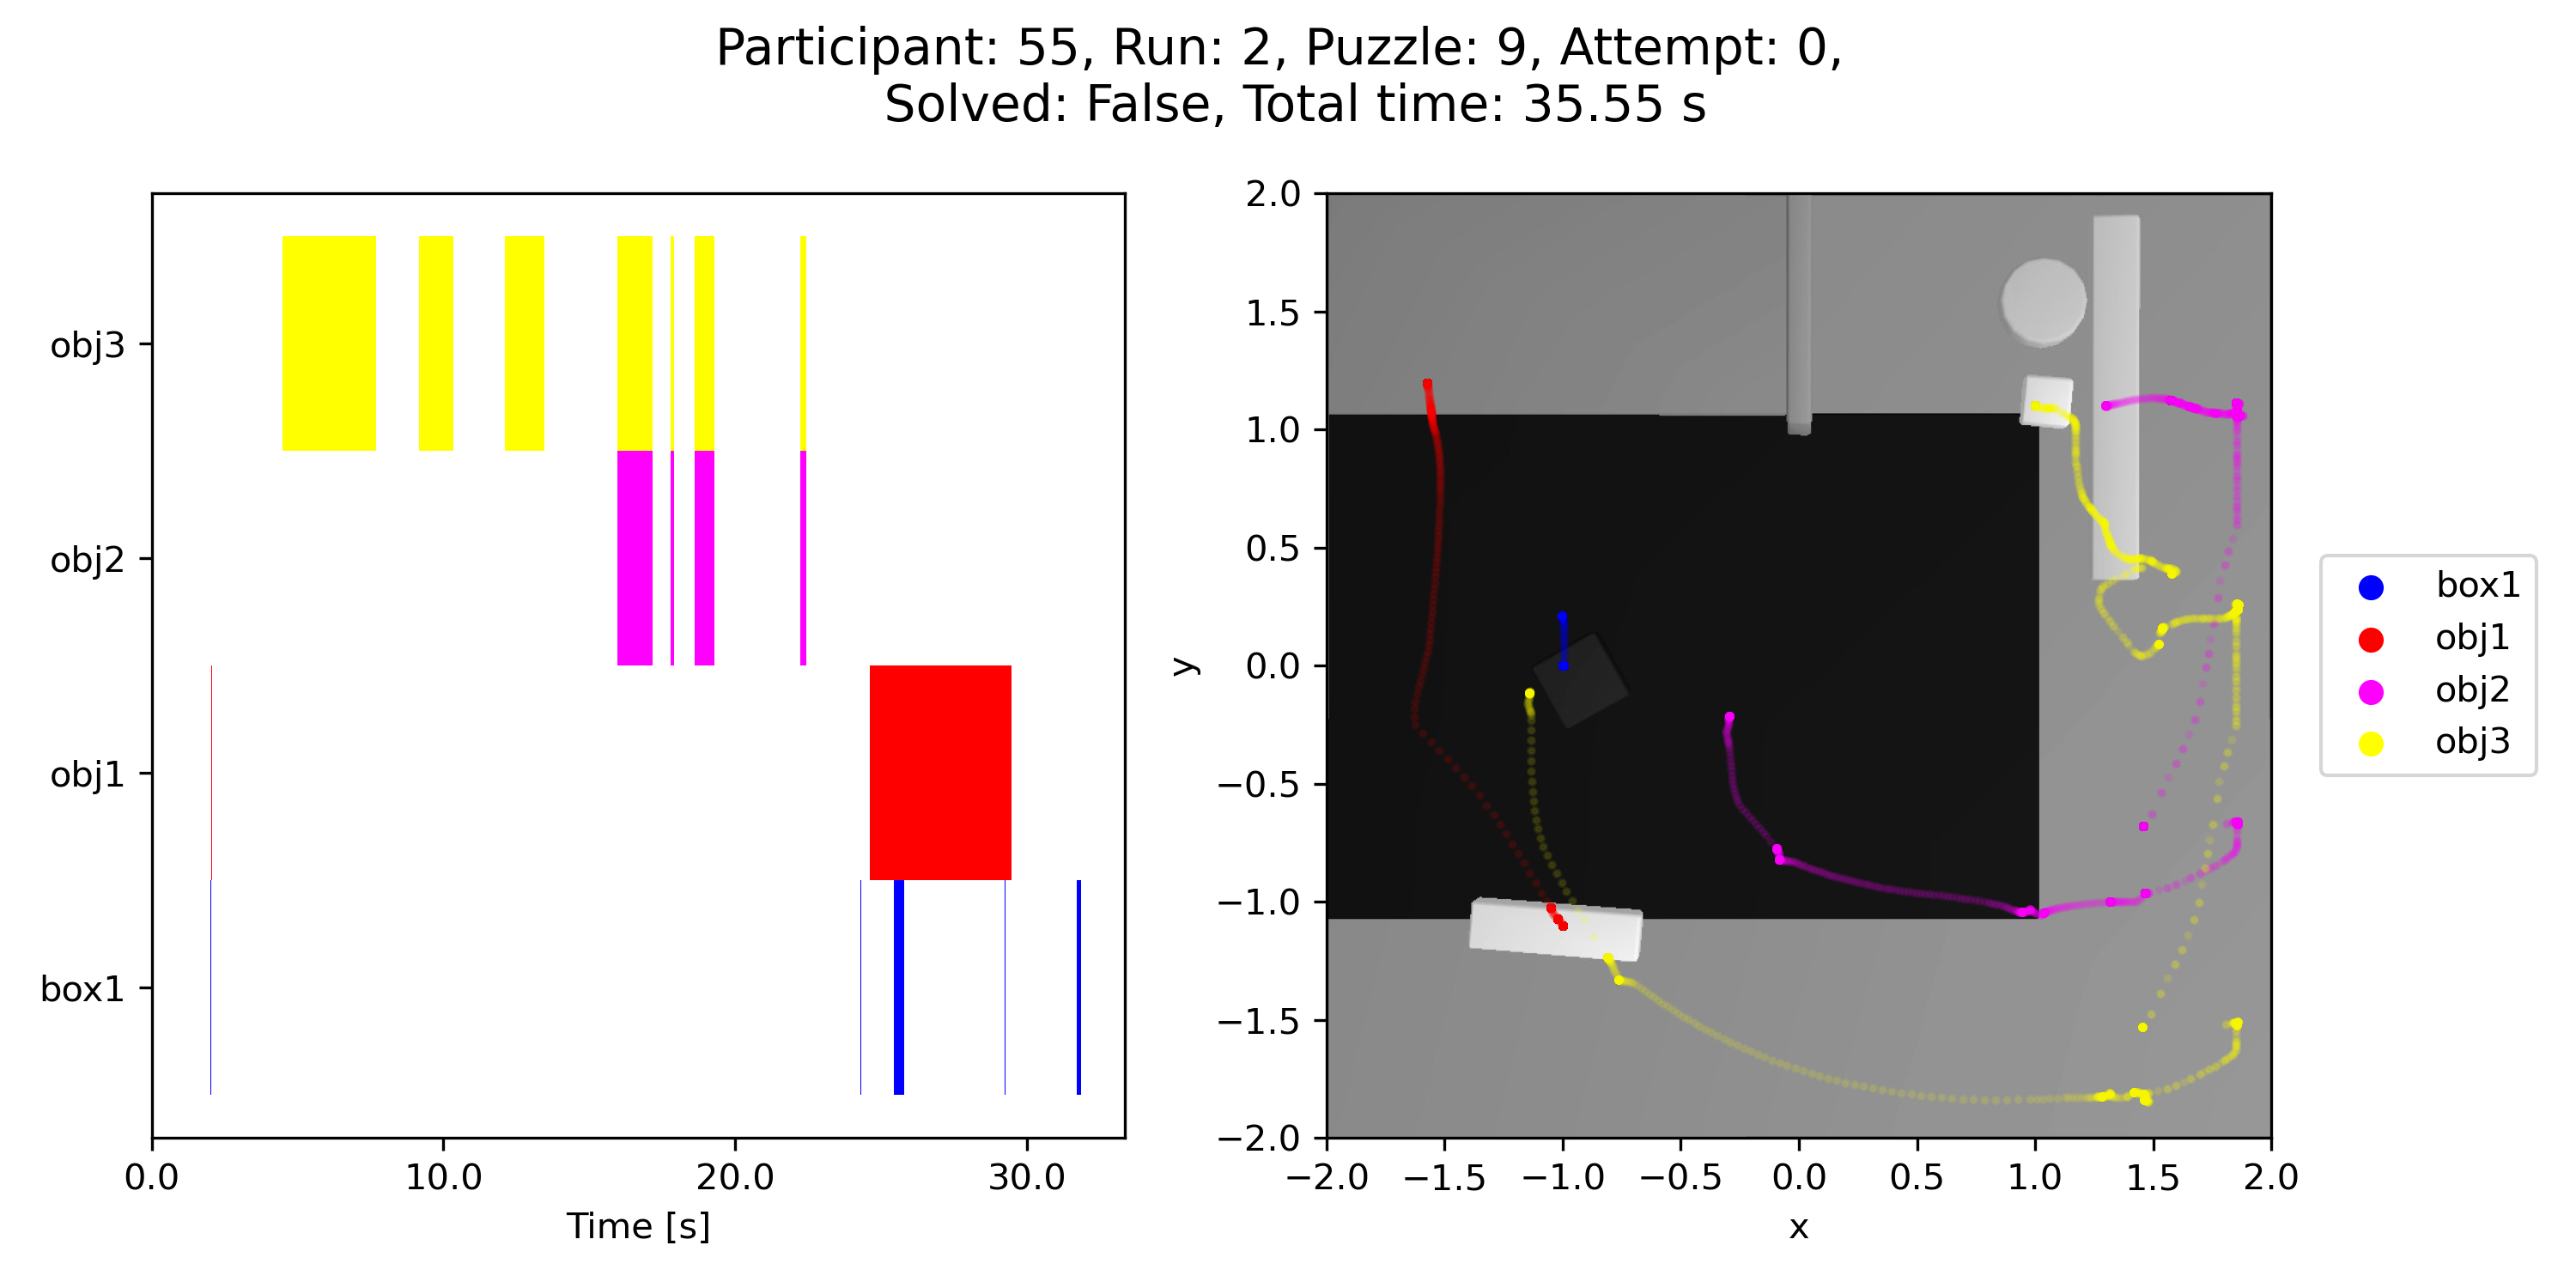 Participant: 55, Run: 2, Puzzle: 9, Attempt: 0,
Solved: False, Total time: 35.55 s
obj3
obj2
obj1
box1
0.0 10.0 20.0 30.0
Time [s]
2.0
1.5
1.0
0.5
0.0
−0.5
−1.0
−1.5
−2.0
y
−2.0 −1.5 −1.0 −0.5 0.0 0.5 1.0 1.5 2.0
x
box1
obj1
obj2
obj3